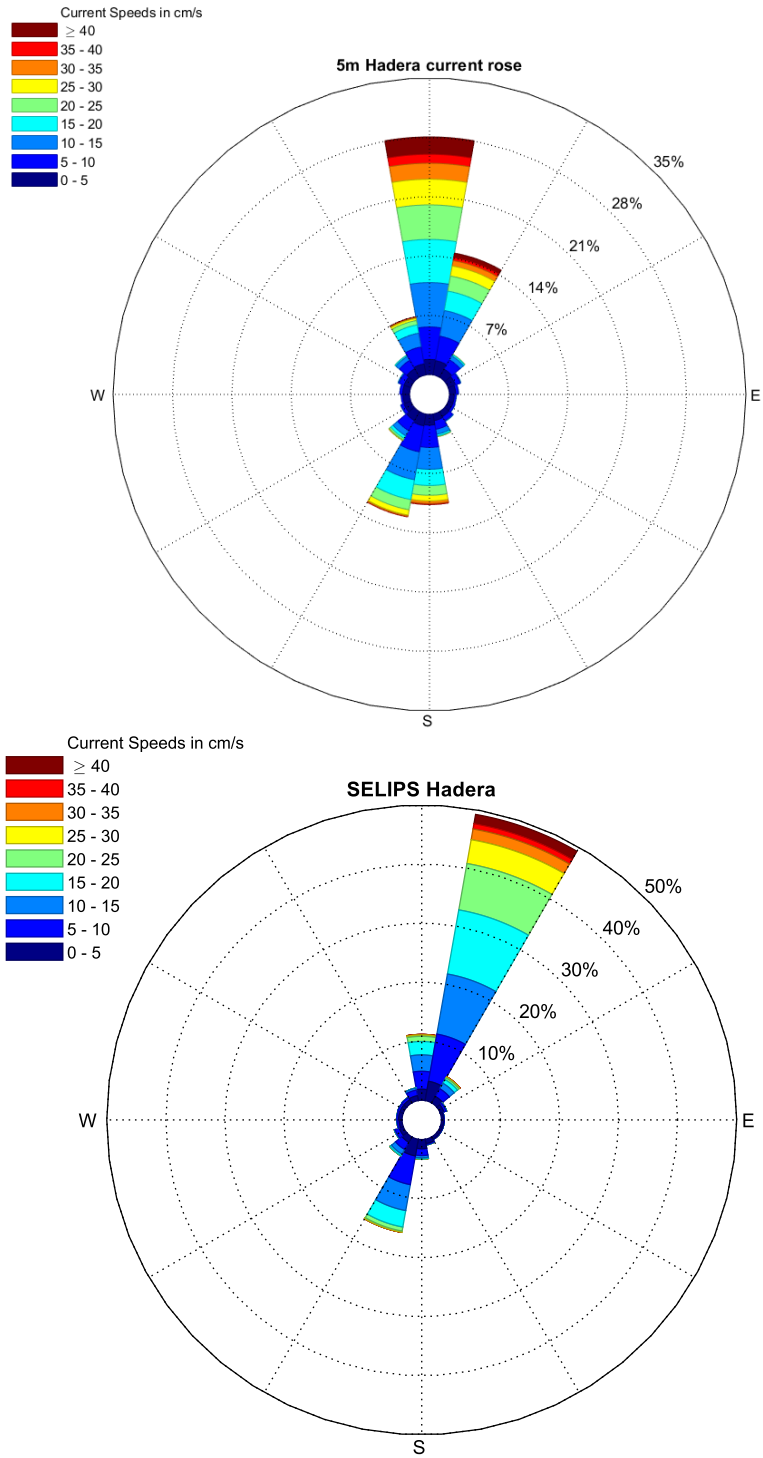 Current Speeds in cm/s
≥ 40
35 - 40
30 - 35
25 - 30
20 - 25
15 - 20
10 - 15
5 - 10
0 - 5
5m Hadera current rose
35%
28%
21%
14%
7%
W
E
S
Current Speeds in cm/s
≥ 40
35 - 40
30 - 35
25 - 30
20 - 25
15 - 20
10 - 15
5 - 10
0 - 5
SELIPS Hadera
50%
40%
30%
20%
10%
W
E
S